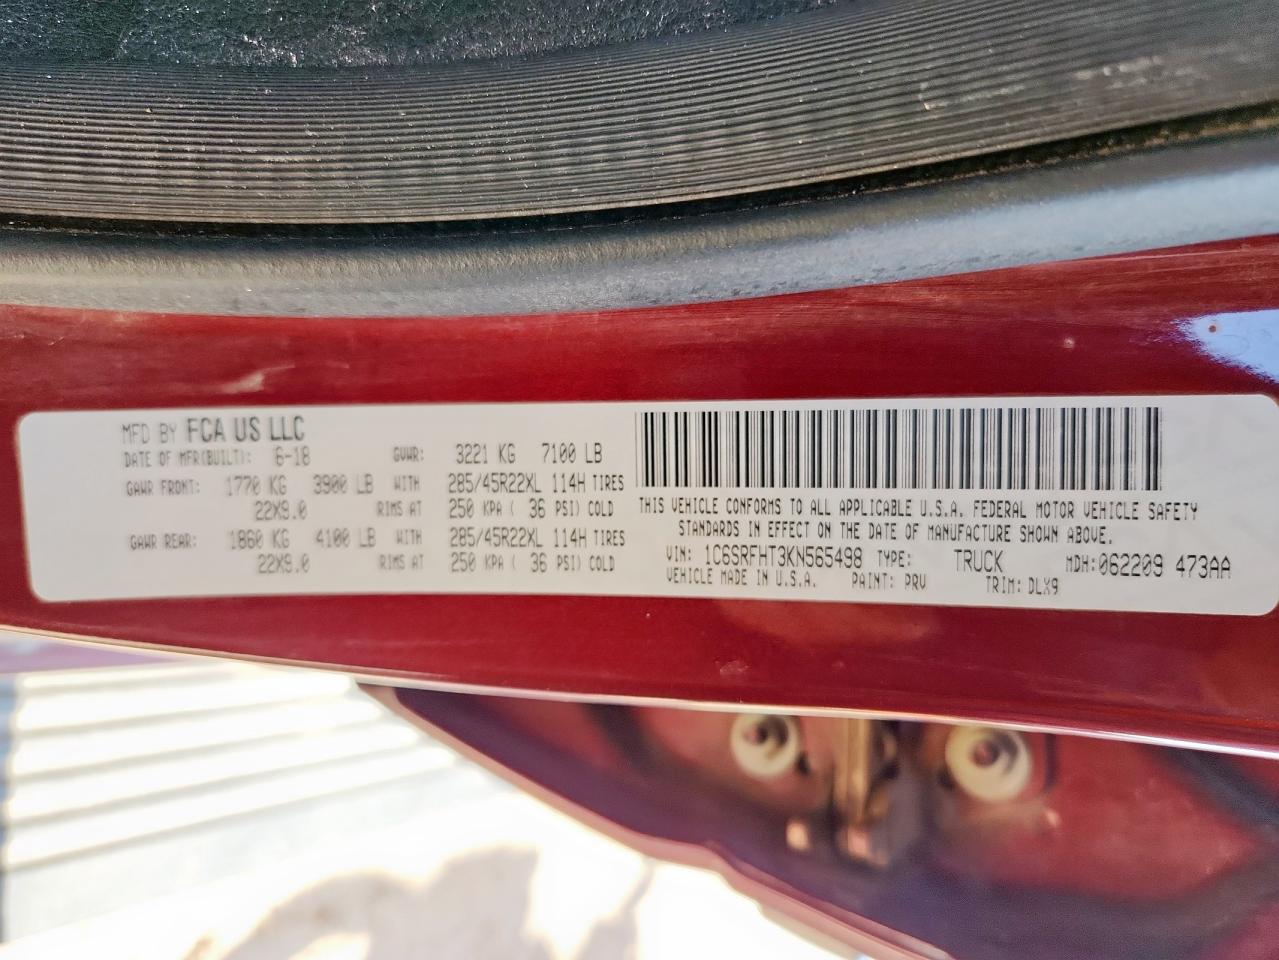 MFD BY FCA US LLC
DATE OF MFR(BUILT): 6-18 GVWR: 3221 KG 7100 LB
GAWR FRONT: 1770 KG 3900 LB WITH 285/45R22XL 114H TIRES
22X9.0 RIMS AT 250 KPA ( 36 PSI) COLD
GAWR REAR: 1860 KG 4100 LB WITH 285/45R22XL 114H TIRES
22X9.0 RIMS AT 250 KPA ( 36 PSI) COLD
THIS VEHICLE CONFORMS TO ALL APPLICABLE U.S.A. FEDERAL MOTOR VEHICLE SAFETY
STANDARDS IN EFFECT ON THE DATE OF MANUFACTURE SHOWN ABOVE.
VIN: 1C6SRFHT3KN565498 TYPE: TRUCK MDH:062209 473AA
VEHICLE MADE IN U.S.A. PAINT: PRV TRIM: DLX9